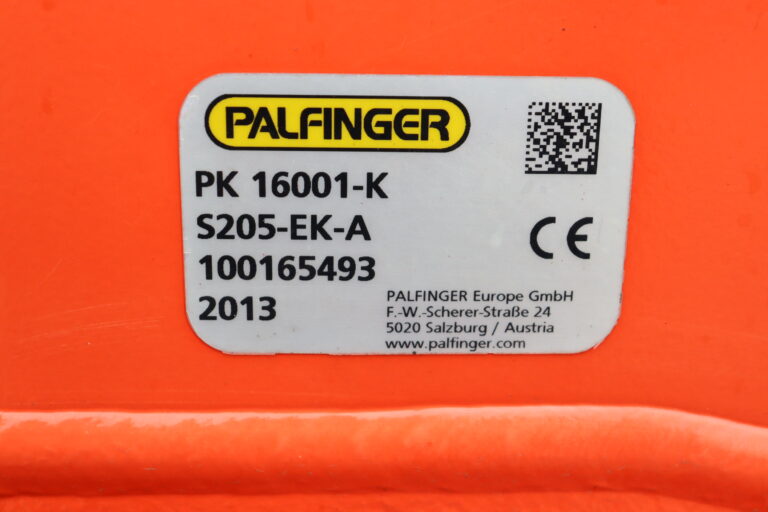 PALFINGER
PK 16001-K
S205-EK-A
100165493
2013
CE
PALFINGER Europe GmbH
F.-W.-Scherer-Straße 24
5020 Salzburg / Austria
www.palfinger.com